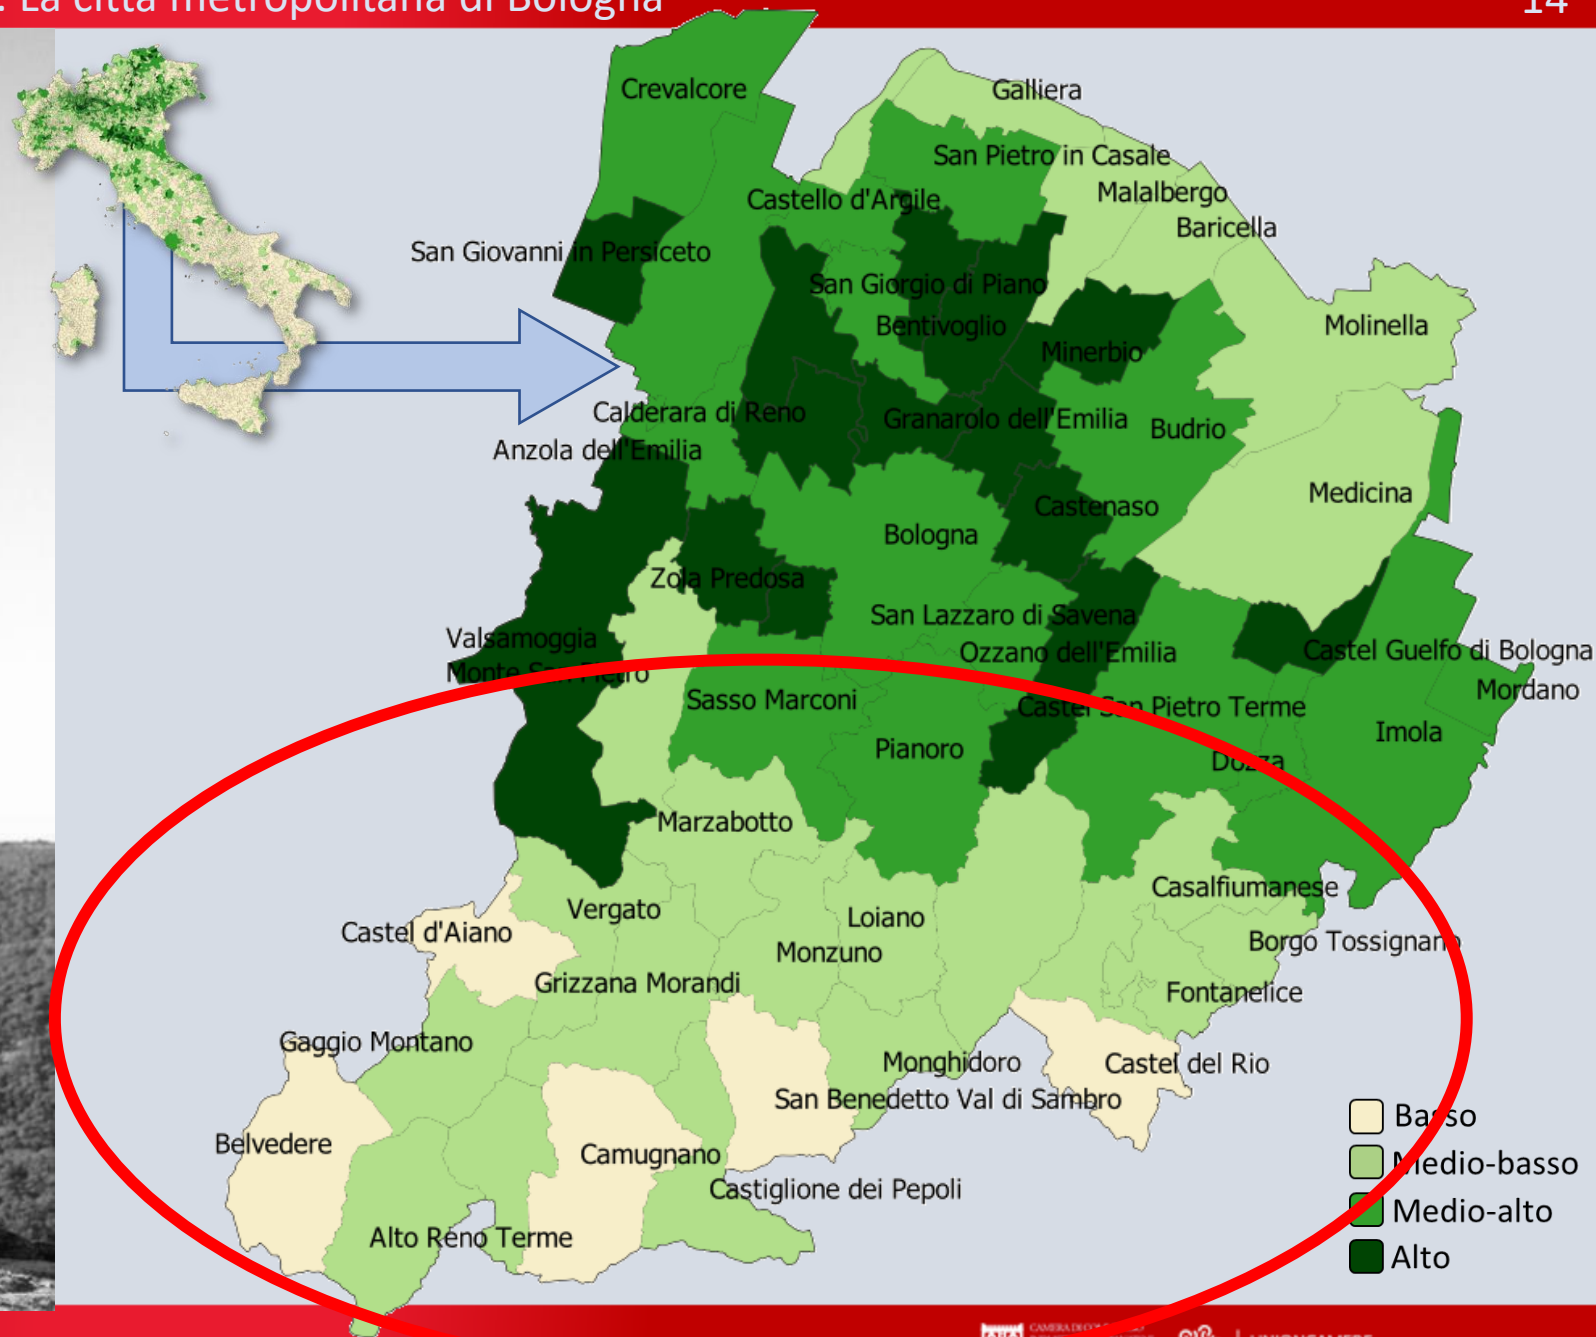 . La città metropolitana di Bologna
14
Crevalcore
Galliera
San Pietro in Casale
Malalbergo
Castello d'Argile
Baricella
San Giovanni in Persiceto
San Giorgio di Piano
Bentivoglio
Molinella
Minerbio
Calderara di Reno
Granarolo dell'Emilia
Budrio
Anzola dell'Emilia
Medicina
Castenaso
Bologna
Zola Predosa
San Lazzaro di Savena
Valsamoggia
Ozzano dell'Emilia
Castel Guelfo di Bologna
Monte San Pietro
Mordano
Sasso Marconi
Castel San Pietro Terme
Imola
Pianoro
Dozza
Marzabotto
Casalfiumanese
Vergato
Loiano
Castel d'Aiano
Borgo Tossignano
Monzuno
Grizzana Morandi
Fontanelice
Gaggio Montano
Monghidoro
Castel del Rio
San Benedetto Val di Sambro
Belvedere
Camugnano
Castiglione dei Pepoli
Alto Reno Terme
Basso
Medio-basso
Medio-alto
Alto